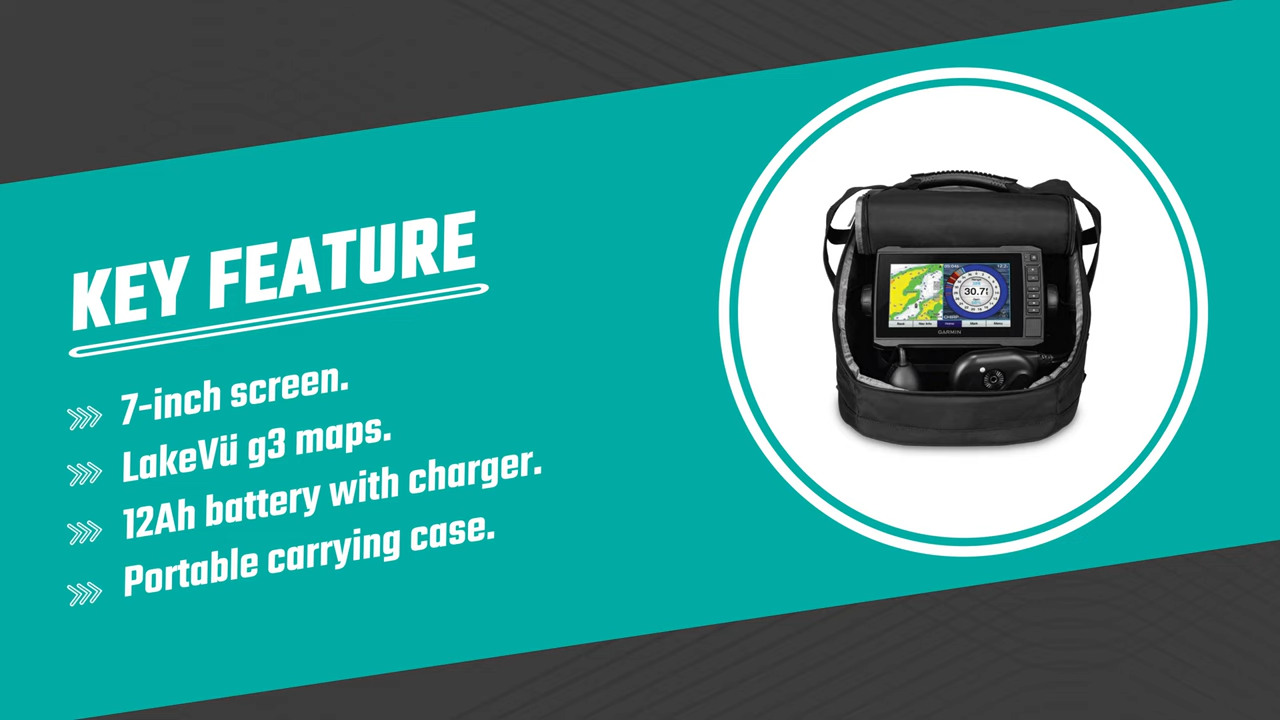 KEY FEATURE
7-inch screen.
LakeVü g3 maps.
12Ah battery with charger.
Portable carrying case.
30.7
GARMIN